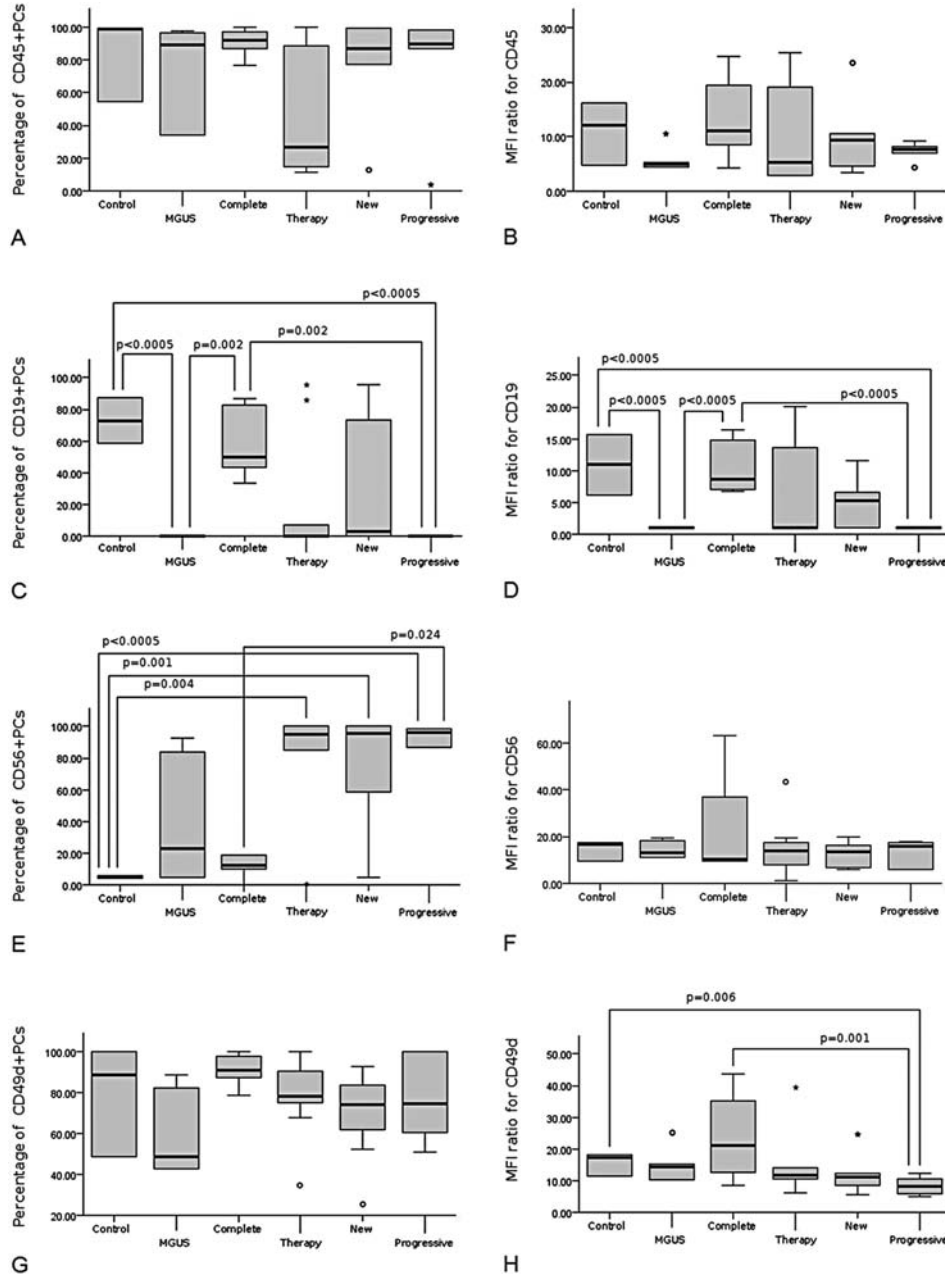 Percentage of CD45+PCs
100.00
80.00
60.00
40.00
20.00
0.00
Control
MGUS
Complete
Therapy
New
Progressive
A
MFI ratio for CD45
30.00
20.00
10.00
0.00
Control
MGUS
Complete
Therapy
New
Progressive
B
p<0.0005
p<0.0005
p=0.002
p=0.002
Percentage of CD19+PCs
100.00
80.00
60.00
40.00
20.00
0.00
Control
MGUS
Complete
Therapy
New
Progressive
C
p<0.0005
p<0.0005
p<0.0005
p<0.0005
MFI ratio for CD19
25.00
20.00
15.00
10.00
5.00
0.00
Control
MGUS
Complete
Therapy
New
Progressive
D
p<0.0005
p=0.024
p=0.001
p=0.004
Percentage of CD56+PCs
100.00
80.00
60.00
40.00
20.00
0.00
Control
MGUS
Complete
Therapy
New
Progressive
E
MFI ratio for CD56
60.00
40.00
20.00
0.00
Control
MGUS
Complete
Therapy
New
Progressive
F
Percentage of CD49d+PCs
100.00
80.00
60.00
40.00
20.00
Control
MGUS
Complete
Therapy
New
Progressive
G
p=0.006
p=0.001
MFI ratio for CD49d
50.00
40.00
30.00
20.00
10.00
0.00
Control
MGUS
Complete
Therapy
New
Progressive
H